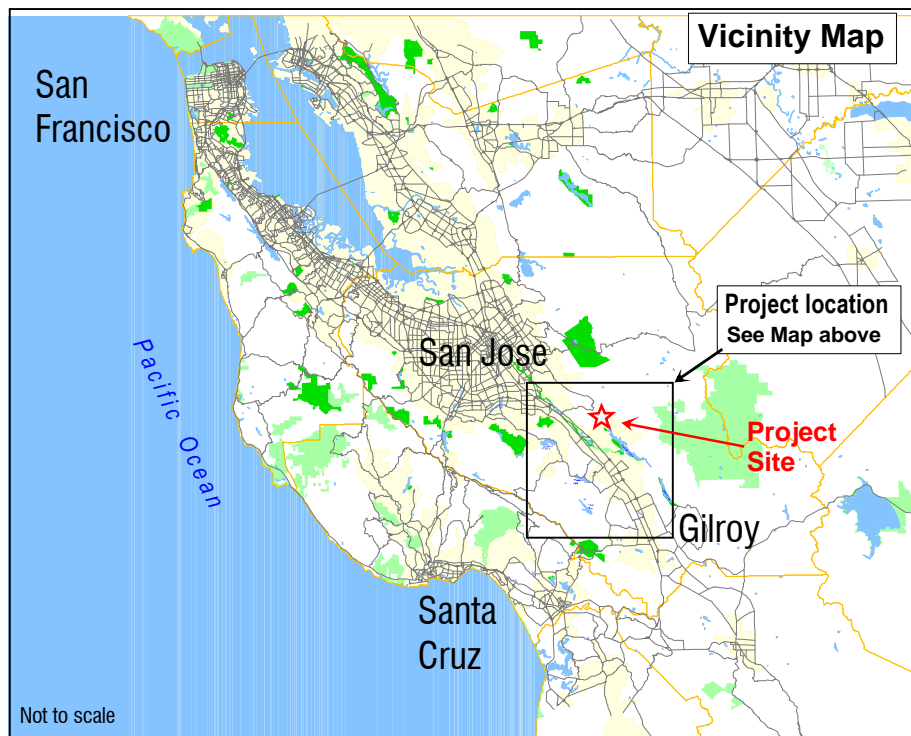 Vicinity Map
San
Francisco
Project location
See Map above
San Jose
Pacific Ocean
Project
Site
Gilroy
Santa
Cruz
Not to scale